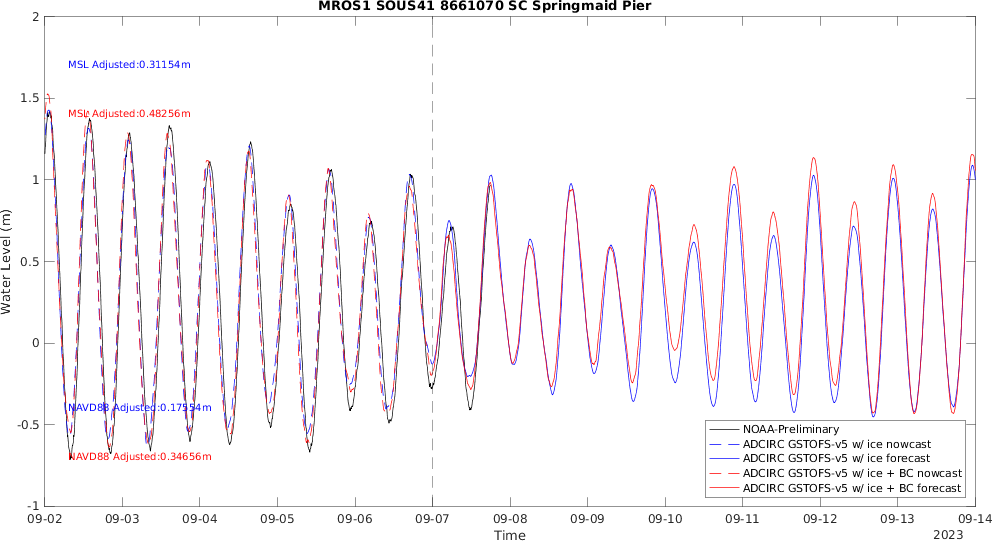 MROS1 SOUS41 8661070 SC Springmaid Pier
2
MSL Adjusted:0.31154m
1.5
MSL Adjusted:0.48256m
1
0.5
0
NAVD88 Adjusted:0.17554m
-0.5
NAVD88 Adjusted:0.34656m
-1
Water Level (m)
NOAA-Preliminary
ADCIRC GSTOFS-v5 w/ ice nowcast
ADCIRC GSTOFS-v5 w/ ice forecast
ADCIRC GSTOFS-v5 w/ ice + BC nowcast
ADCIRC GSTOFS-v5 w/ ice + BC forecast
09-02 09-03 09-04 09-05 09-06 09-07 09-08 09-09 09-10 09-11 09-12 09-13 09-14
Time
2023